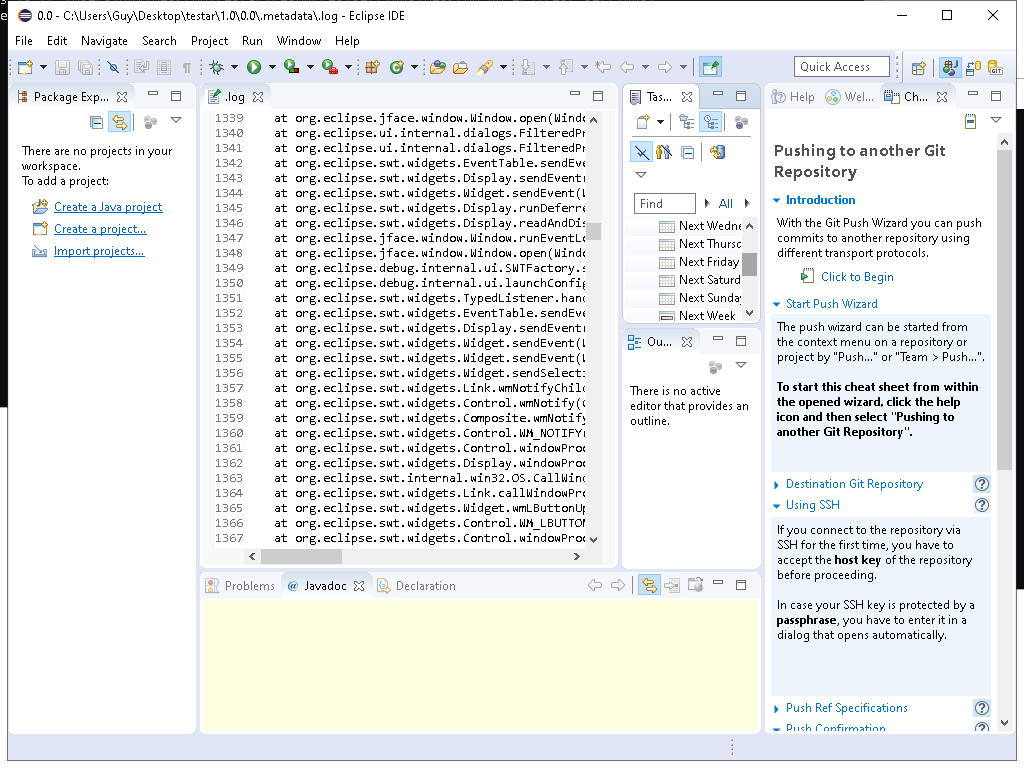 0.0 - C:\Users\Guy\Desktop\testar\1.0\0.0\.metadata\.log - Eclipse IDE
File Edit Navigate Search Project Run Window Help
Quick Access
Package Exp...
There are no projects in your
workspace.
To add a project:
Create a Java project
Create a project...
Import projects...
.log
1339 at org.eclipse.jface.window.Window.open(Windo
1340 at org.eclipse.ui.internal.dialogs.FilteredPr
1341 at org.eclipse.ui.internal.dialogs.FilteredPr
1342 at org.eclipse.swt.widgets.EventTable.sendEve
1343 at org.eclipse.swt.widgets.Display.sendEvent(
1344 at org.eclipse.swt.widgets.Widget.sendEvent(W
1345 at org.eclipse.swt.widgets.Display.runDeferre
1346 at org.eclipse.swt.widgets.Display.readAndDis
1347 at org.eclipse.jface.window.Window.runEventLo
1348 at org.eclipse.jface.window.Window.open(Windo
1349 at org.eclipse.debug.internal.ui.SWTFactory.s
1350 at org.eclipse.debug.internal.ui.launchConfig
1351 at org.eclipse.swt.widgets.TypedListener.hand
1352 at org.eclipse.swt.widgets.EventTable.sendEve
1353 at org.eclipse.swt.widgets.Display.sendEvent(
1354 at org.eclipse.swt.widgets.Widget.sendEvent(W
1355 at org.eclipse.swt.widgets.Widget.sendEvent(W
1356 at org.eclipse.swt.widgets.Widget.sendSelecti
1357 at org.eclipse.swt.widgets.Link.wmNotifyChild
1358 at org.eclipse.swt.widgets.Control.wmNotify(C
1359 at org.eclipse.swt.widgets.Composite.wmNotify
1360 at org.eclipse.swt.widgets.Control.WM_NOTIFY(
1361 at org.eclipse.swt.widgets.Control.windowProc
1362 at org.eclipse.swt.widgets.Display.windowProc
1363 at org.eclipse.swt.internal.win32.OS.CallWind
1364 at org.eclipse.swt.widgets.Link.callWindowPro
1365 at org.eclipse.swt.widgets.Widget.wmLButtonUp
1366 at org.eclipse.swt.widgets.Control.WM_LBUTTON
1367 at org.eclipse.swt.widgets.Control.windowProc
Tas...
Find
All
Next Wedne
Next Thursd
Next Friday
Next Saturd
Next Sunday
Next Week
Ou...
There is no active
editor that provides an
outline.
Problems
@ Javadoc
Declaration
Help
Wel...
Ch...
Pushing to another Git
Repository
Introduction
With the Git Push Wizard you can push
commits to another repository using
different transport protocols.
Click to Begin
Start Push Wizard
The push wizard can be started from
the context menu on a repository or
project by "Push..." or "Team > Push...".
To start this cheat sheet from within
the opened wizard, click the help
icon and then select "Pushing to
another Git Repository".
Destination Git Repository
Using SSH
If you connect to the repository via
SSH for the first time, you have to
accept the host key of the repository
before proceeding.
In case your SSH key is protected by a
passphrase, you have to enter it in a
dialog that opens automatically.
Push Ref Specifications
Push Confirmation